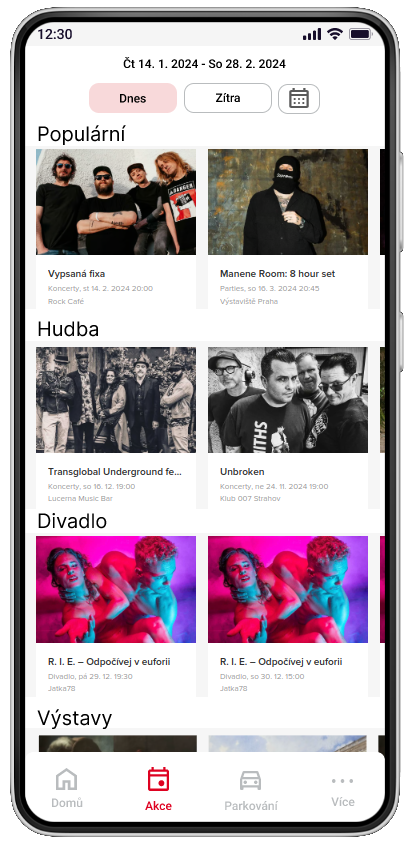 12:30
Čt 14. 1. 2024 - So 28. 2. 2024
Dnes
Zítra
Populární
Vypsaná fixa
Koncerty, st 14. 2. 2024 20:00
Rock Café
Manene Room: 8 hour set
Parties, so 16. 3. 2024 20:45
Výstaviště Praha
Hudba
Transglobal Underground fe...
Koncerty, so 16. 12. 19:00
Lucerna Music Bar
Unbroken
Koncerty, ne 24. 11. 2024 19:00
Klub 007 Strahov
Divadlo
R. I. E. – Odpočívej v euforii
Divadlo, pá 29. 12. 19:30
Jatka78
R. I. E. – Odpočívej v euforii
Divadlo, so 30. 12. 15:00
Jatka78
Výstavy
Domů
Akce
Parkování
Více